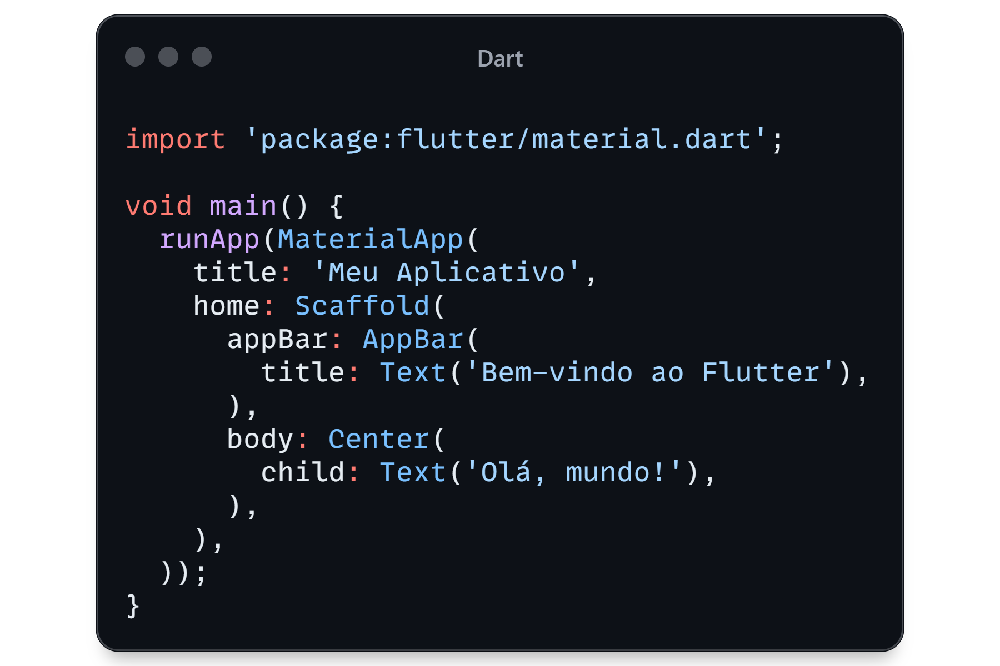 Dart
import 'package:flutter/material.dart';
void main() {
  runApp(MaterialApp(
    title: 'Meu Aplicativo',
    home: Scaffold(
      appBar: AppBar(
        title: Text('Bem-vindo ao Flutter'),
      ),
      body: Center(
        child: Text('Olá, mundo!'),
      ),
    ),
  ));
}